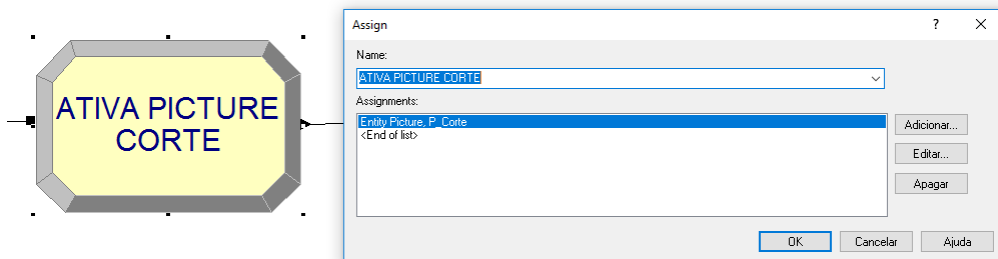 ATIVA PICTURE
CORTE
Assign
?
Name:
ATIVA PICTURE CORTE
Assignments:
Entity Picture, P_Corte
<End of list>
Adicionar...
Editar...
Apagar
OK
Cancelar
Ajuda